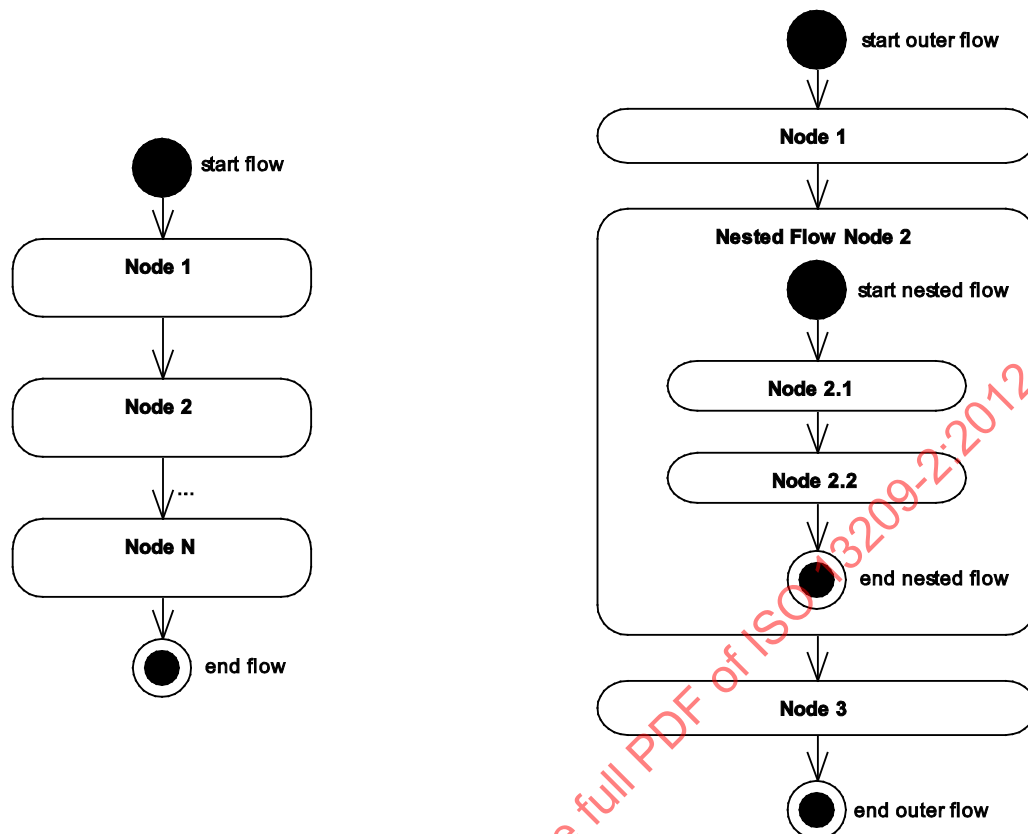 start flow
Node 1
Node 2
...
Node N
end flow
start outer flow
Node 1
Nested Flow Node 2
start nested flow
Node 2.1
Node 2.2
end nested flow
Node 3
end outer flow
full PDF of ISO 13209-2:2012